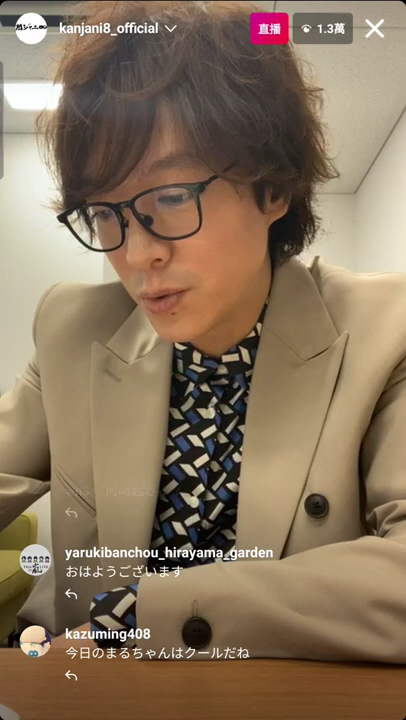 kanjani8_official
直播
1.3萬
yarukibanchou_hirayama_garden
おはようございます
kazuming408
今日のまるちゃんはクールだね